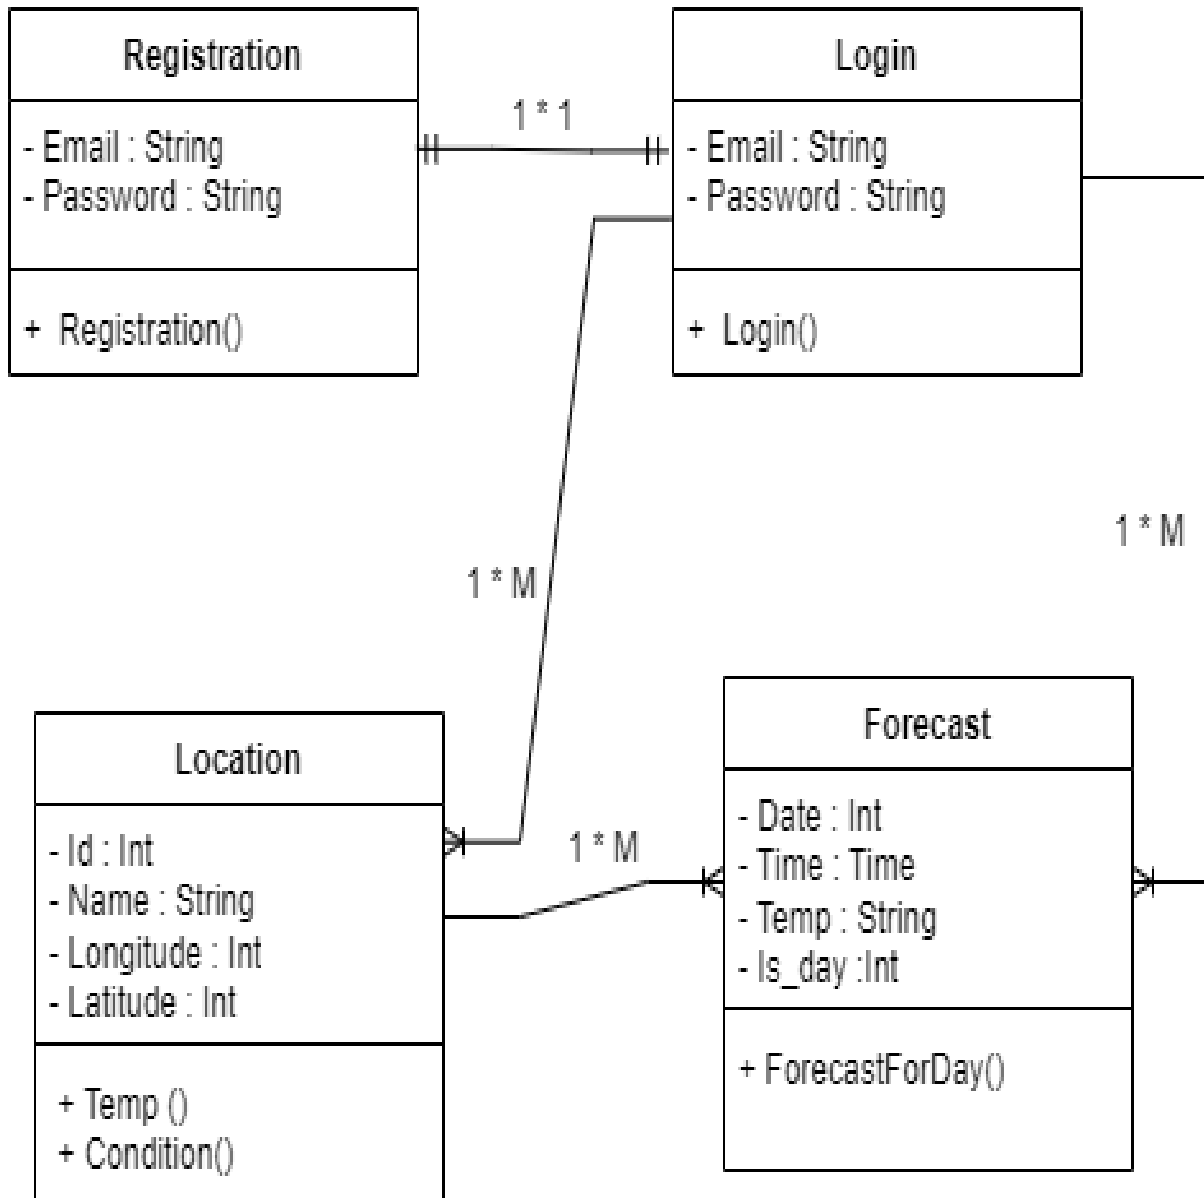 Registration
- Email : String
- Password : String
+ Registration()
1 * 1
Login
- Email : String
- Password : String
+ Login()
1 * M
1 * M
Location
- Id : Int
- Name : String
- Longitude : Int
- Latitude : Int
+ Temp ()
+ Condition()
1 * M
Forecast
- Date : Int
- Time : Time
- Temp : String
- Is_day :Int
+ ForecastForDay()